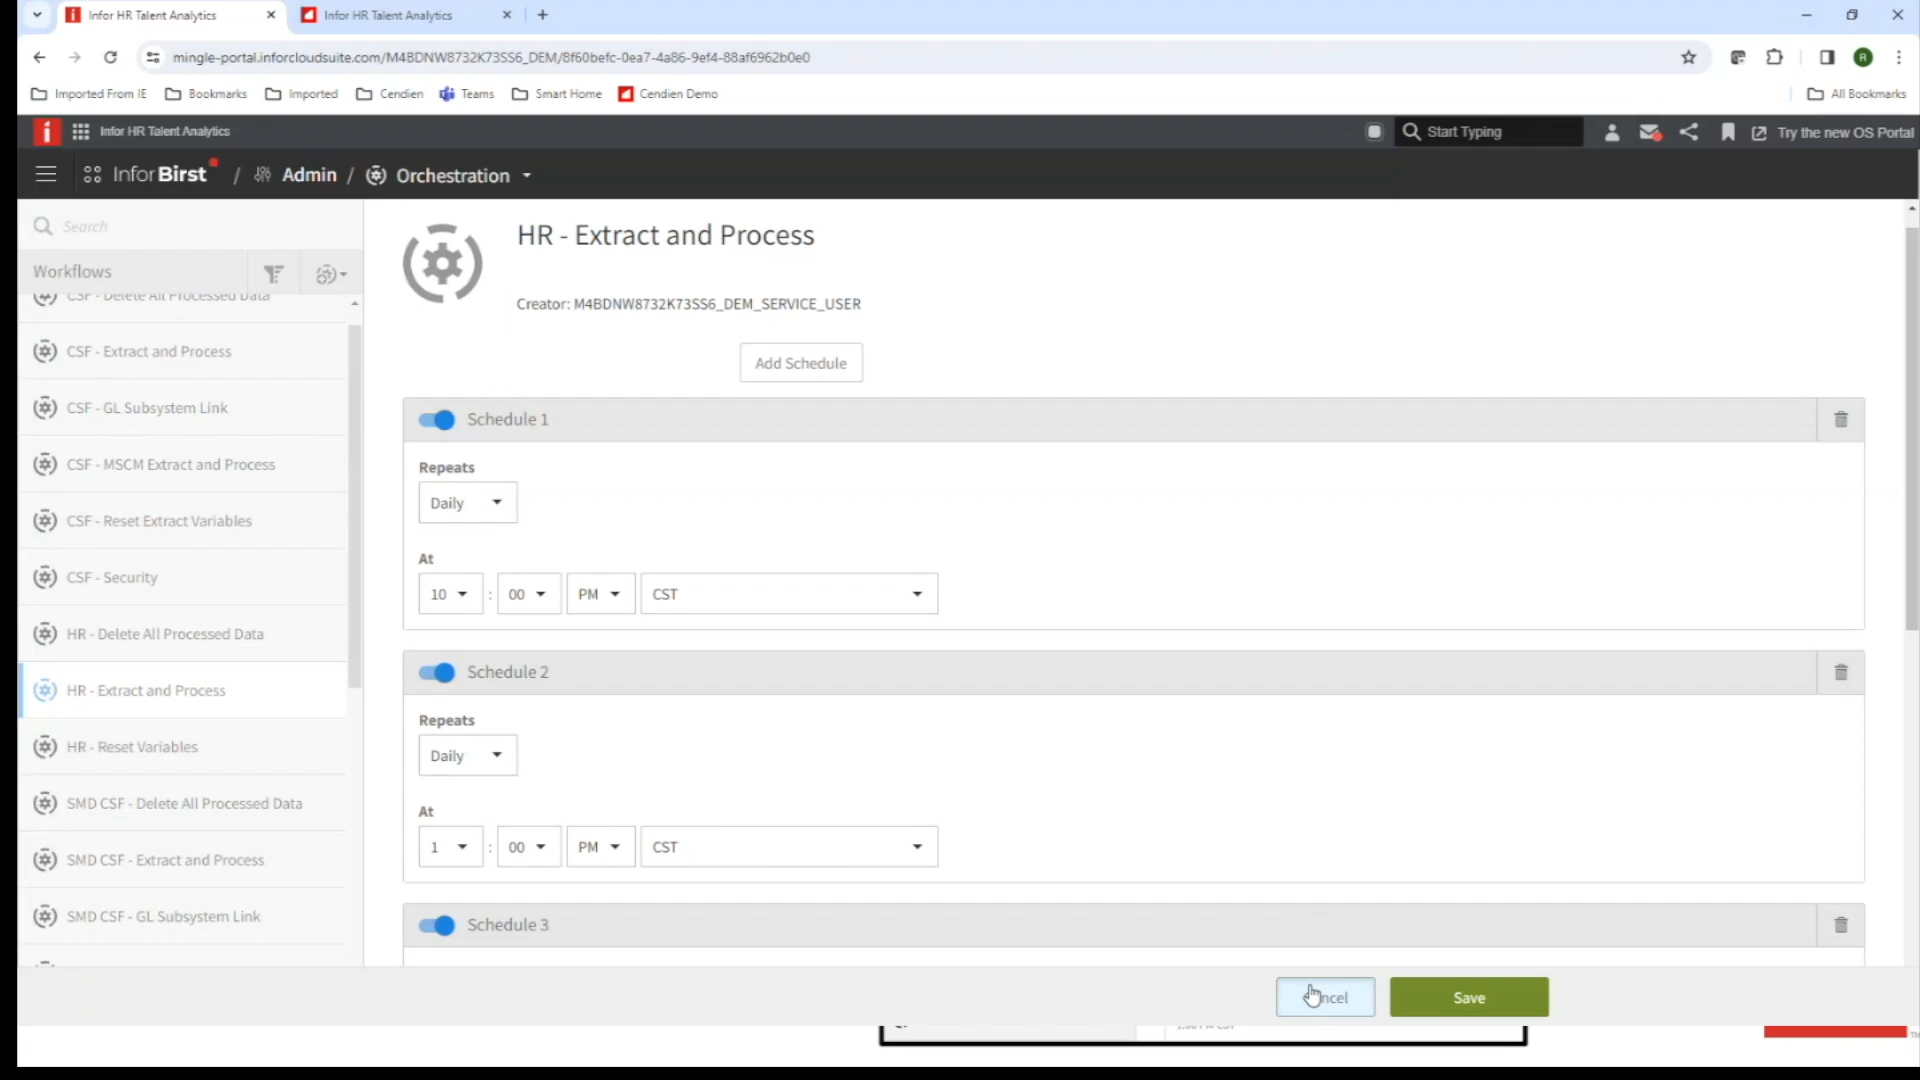 Infor HR Talent Analytics
Infor HR Talent Analytics
mingle-portal.inforcloudsuite.com/M4BDNW8732K73SS6_DEM/8f60befc-0ea7-4a86-9ef4-88af6962b0e0
R
Imported From IE
Bookmarks
Imported
Cendien
Teams
Smart Home
Cendien Demo
All Bookmarks
Infor HR Talent Analytics
Start Typing
Try the new OS Portal
Infor Birst / Admin / Orchestration
Search
Workflows
CSF - Delete All Processed Data
CSF - Extract and Process
CSF - GL Subsystem Link
CSF - MSCM Extract and Process
CSF - Reset Extract Variables
CSF - Security
HR - Delete All Processed Data
HR - Extract and Process
HR - Reset Variables
SMD CSF - Delete All Processed Data
SMD CSF - Extract and Process
SMD CSF - GL Subsystem Link
HR - Extract and Process
Creator: M4BDNW8732K73SS6_DEM_SERVICE_USER
Add Schedule
Schedule 1
Repeats
Daily
At
10 : 00 PM CST
Schedule 2
Repeats
Daily
At
1 : 00 PM CST
Schedule 3
Save